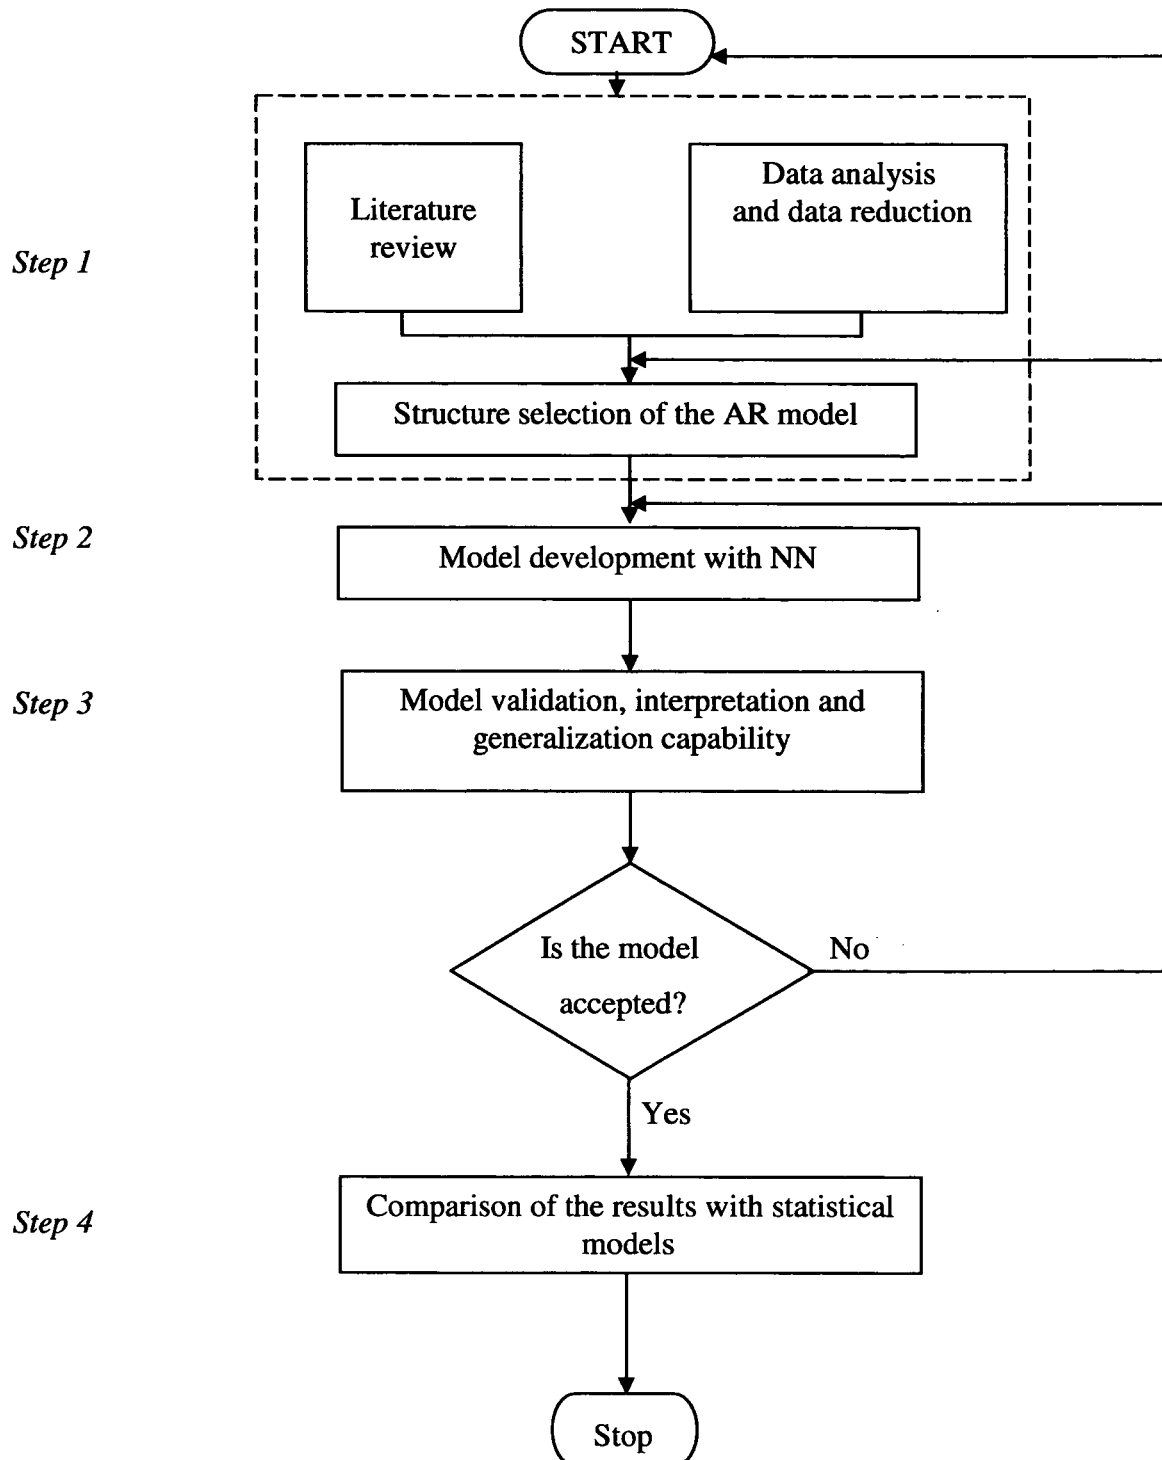 START
Literature
review
Data analysis
and data reduction
Step 1
Structure selection of the AR model
Step 2
Model development with NN
Step 3
Model validation, interpretation and
generalization capability
Is the model
accepted?
No
Yes
Step 4
Comparison of the results with statistical
models
Stop